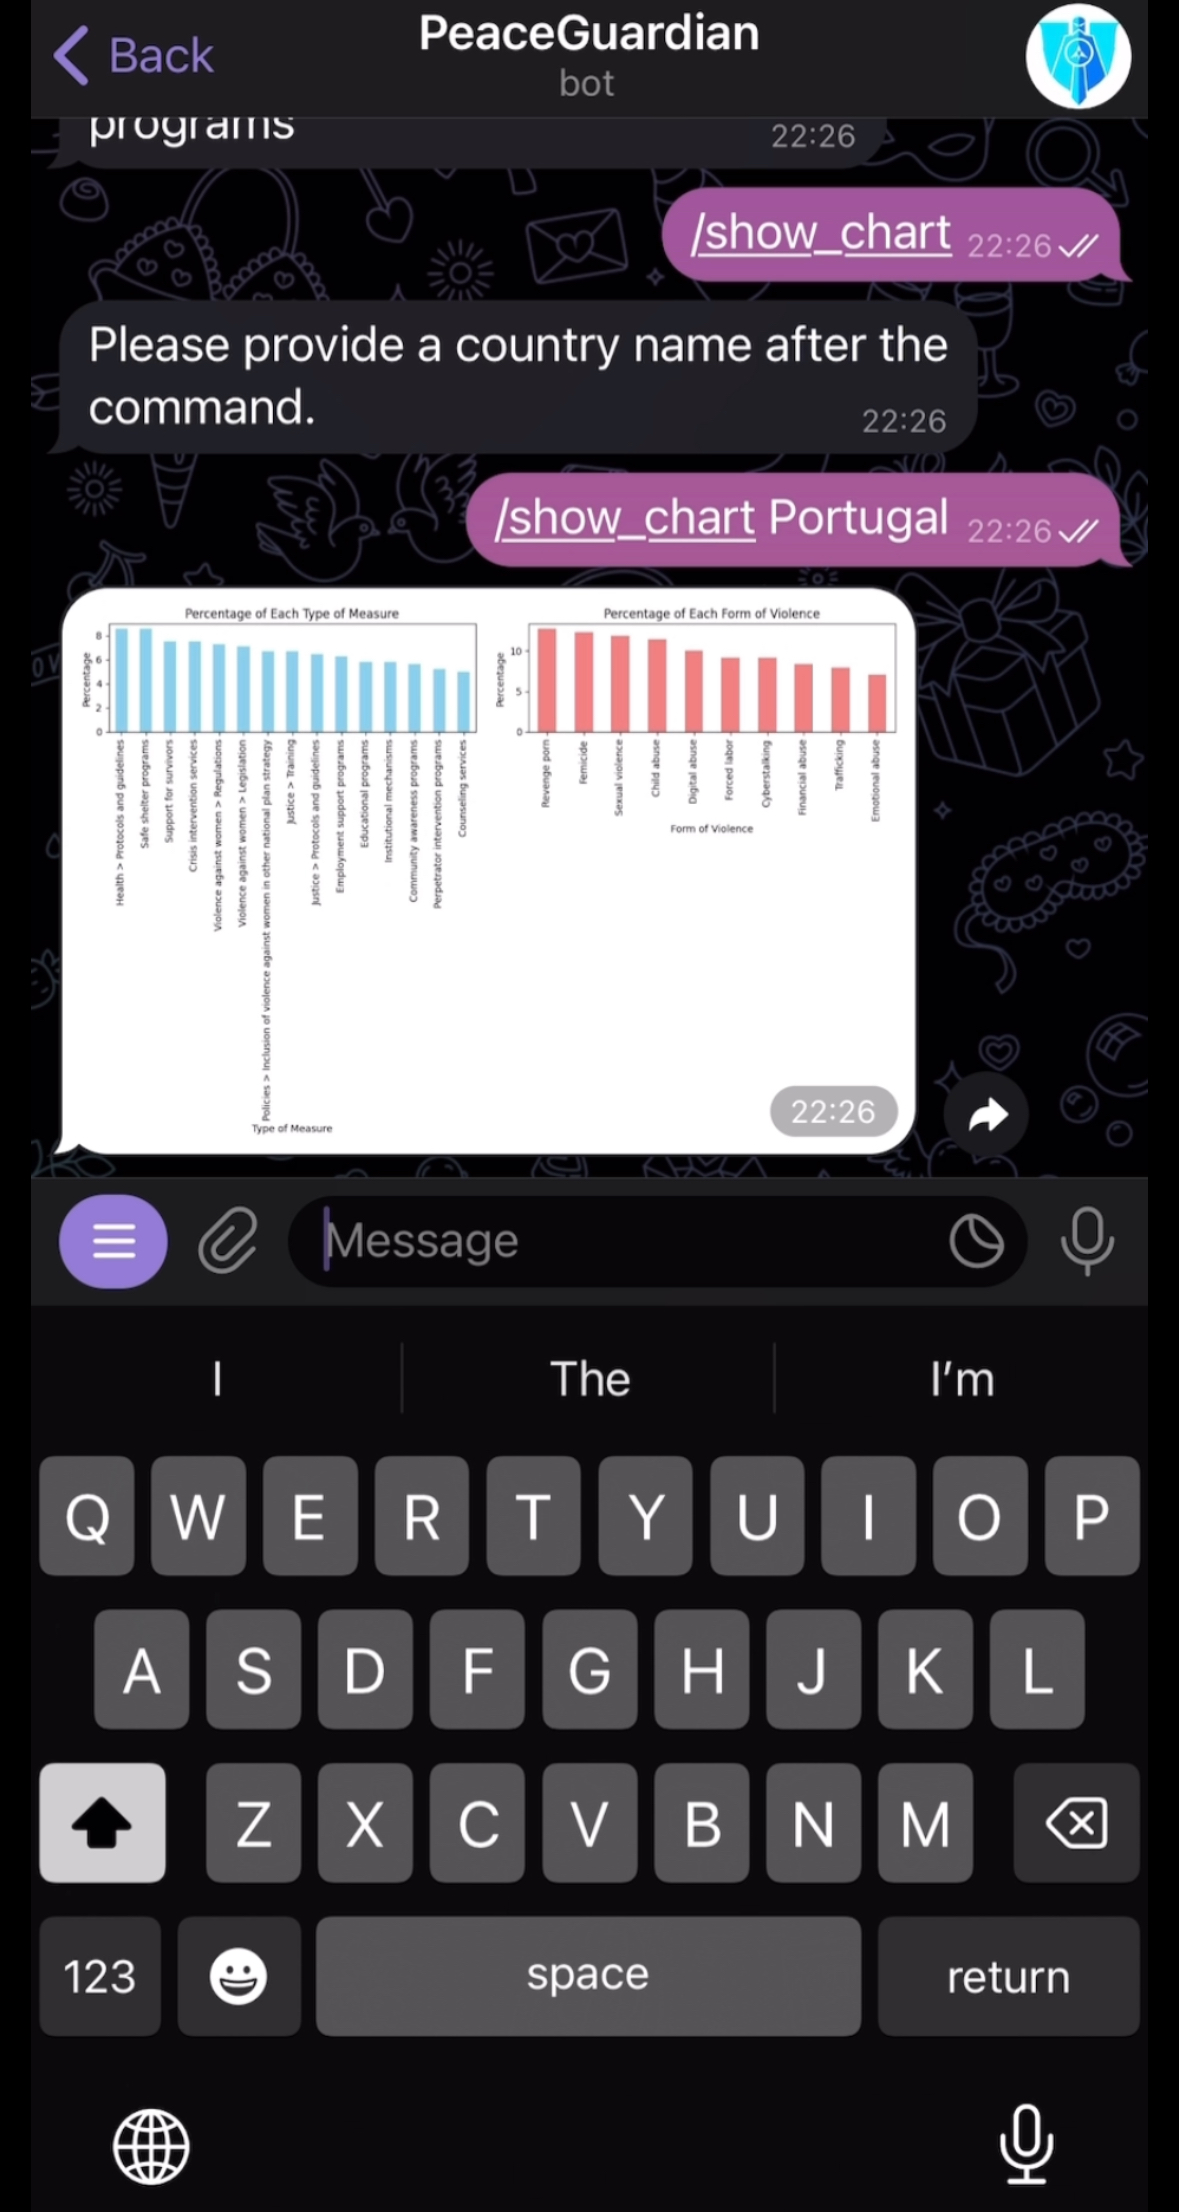 Back
PeaceGuardian
bot
programs
22:26
/show_chart 22:26
Please provide a country name after the
command.
22:26
/show_chart Portugal 22:26
Percentage of Each Type of Measure
Percentage
8
6
4
2
0
Health > Protocols and guidelines
Safe shelter programs
Support for survivors
Crisis intervention services
Violence against women > Regulations
Violence against women > Legislation
Policies > Inclusion of violence against women in other national plan strategy
Justice > Training
Justice > Protocols and guidelines
Employment support programs
Educational programs
Institutional mechanisms
Community awareness programs
Perpetrator intervention programs
Counseling services
Type of Measure
Percentage of Each Form of Violence
Percentage
10
5
0
Revenge porn
Femicide
Sexual violence
Child abuse
Digital abuse
Forced labor
Cyberstalking
Financial abuse
Trafficking
Emotional abuse
Form of Violence
22:26
Message
I The I'm
Q W E R T Y U I O P
A S D F G H J K L
Z X C V B N M
123 space return